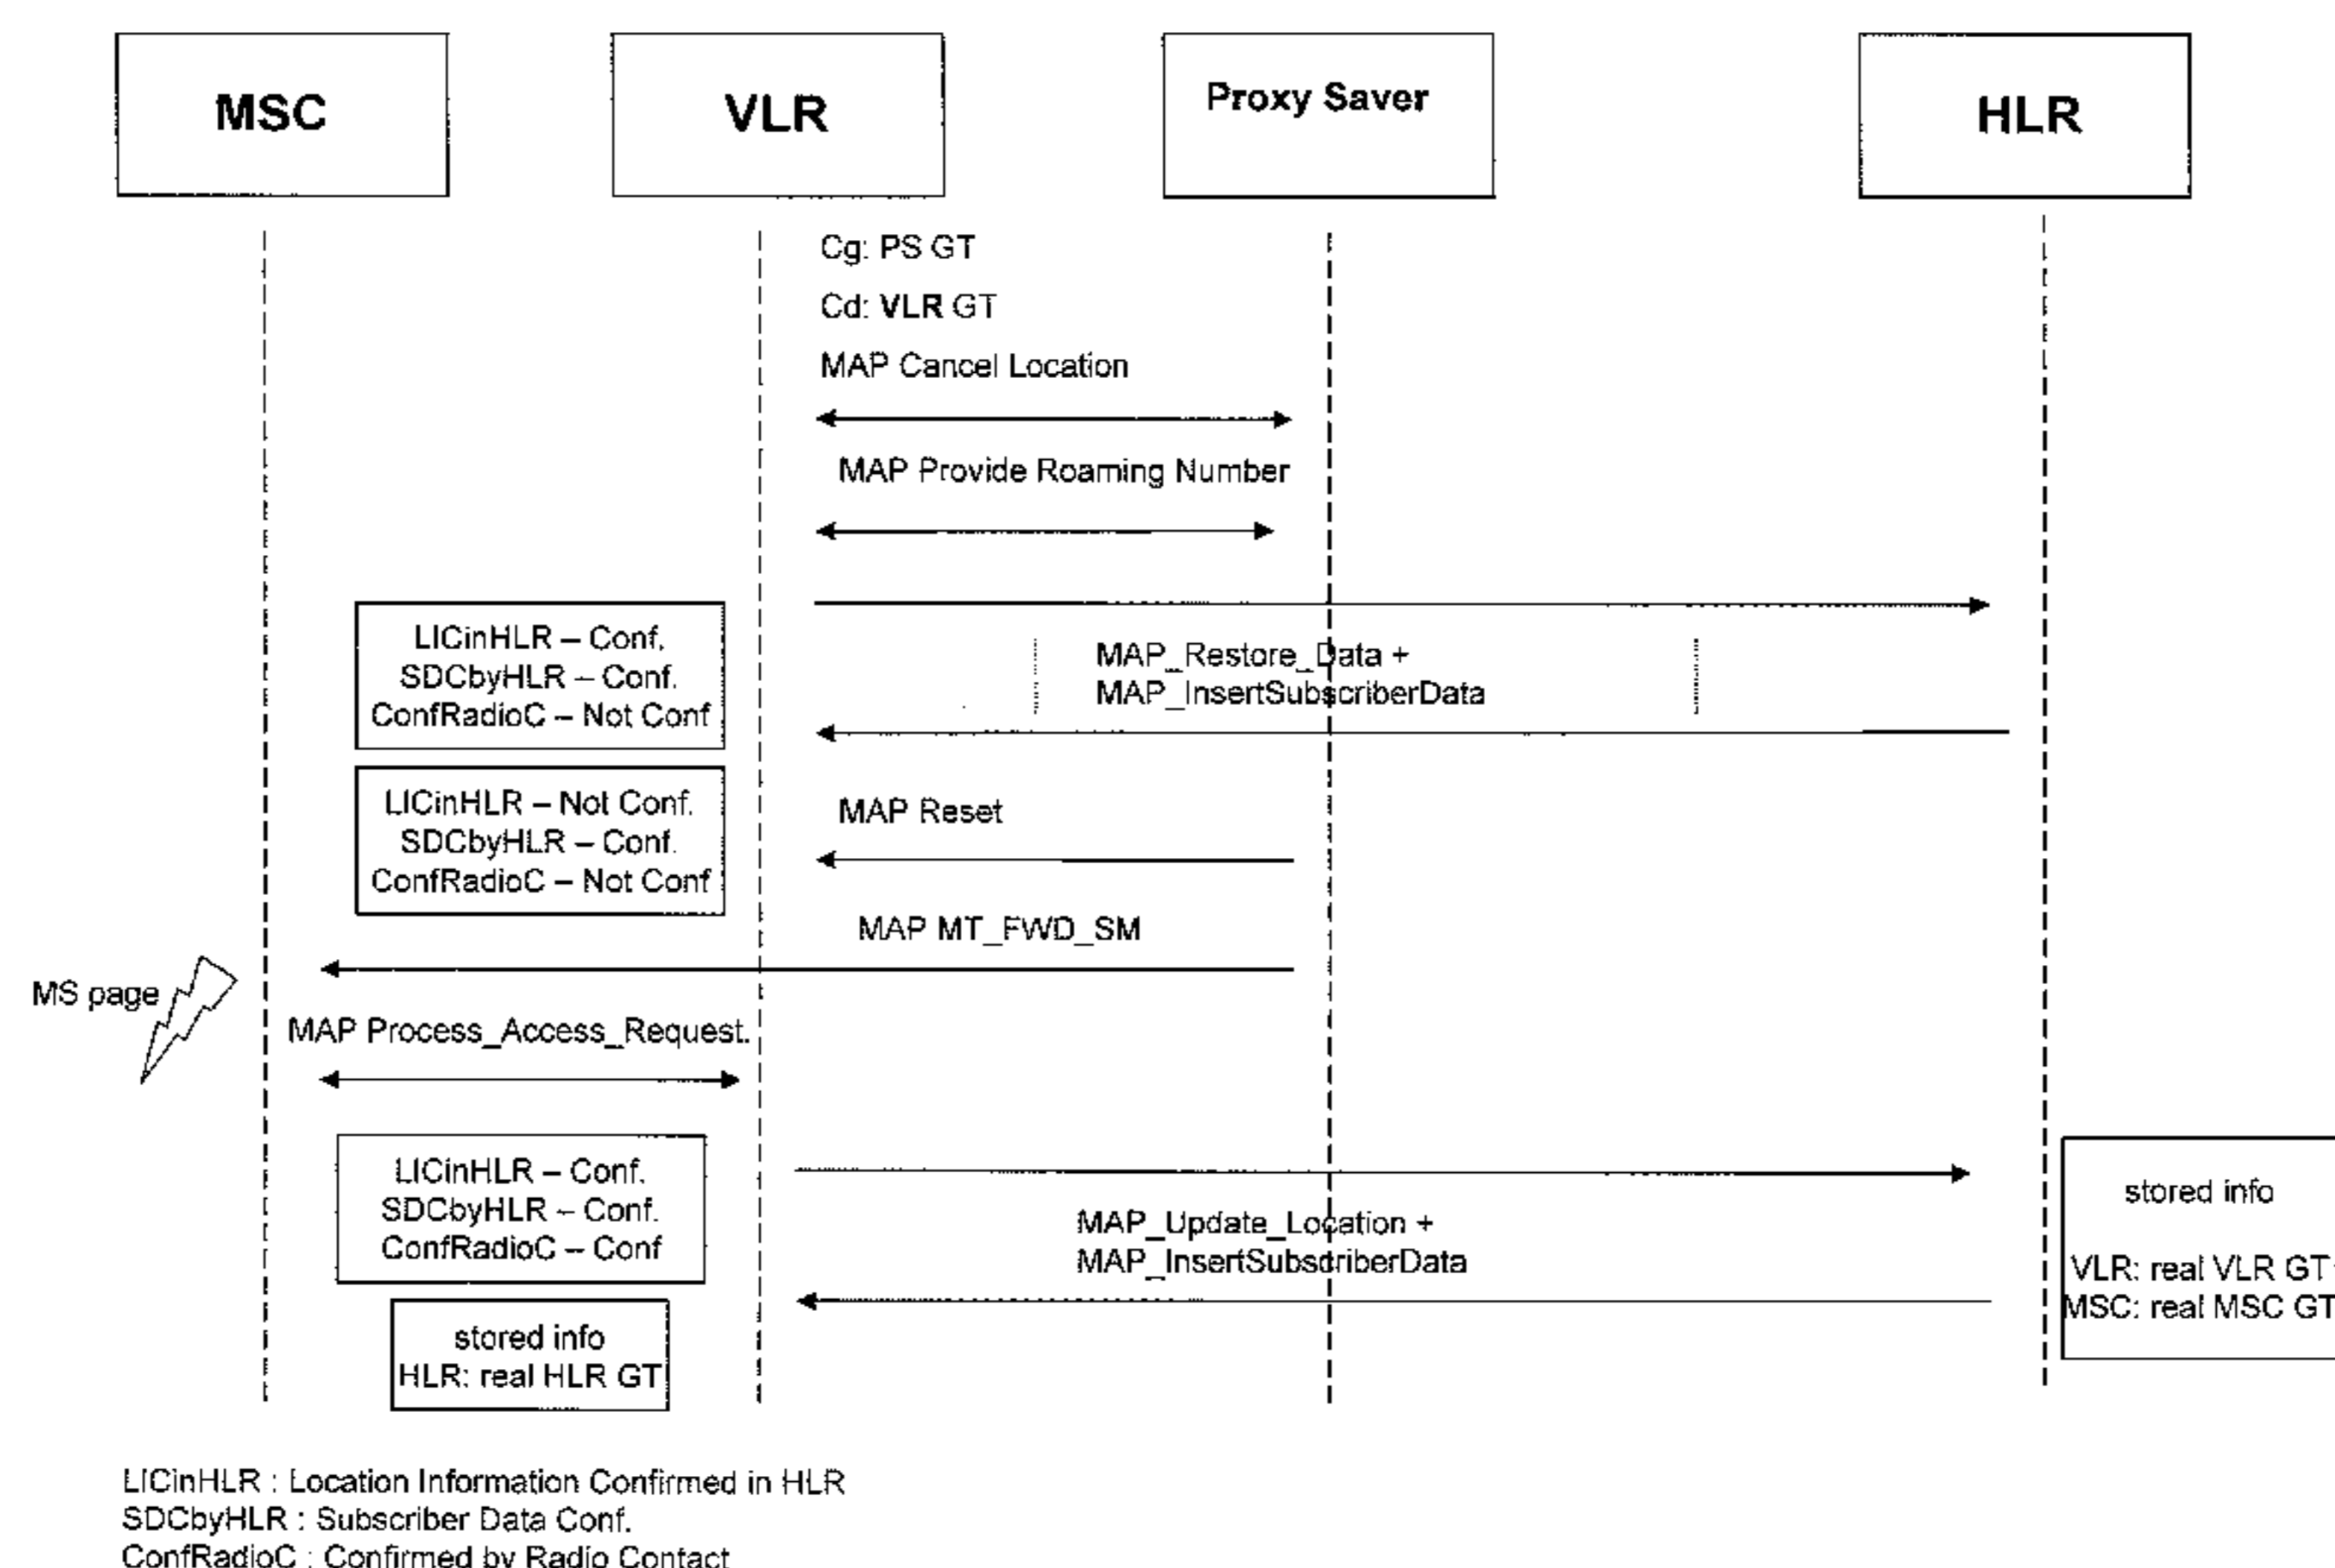 MSC
VLR
Proxy Saver
HLR
Cg: PS GT
Cd: VLR GT
MAP Cancel Location
MAP Provide Roaming Number
LICinHLR – Conf.
SDCbyHLR – Conf.
ConfRadioC – Not Conf
MAP_Restore_Data +
MAP_InsertSubscriberData
LICinHLR – Not Conf.
SDCbyHLR – Conf.
ConfRadioC – Not Conf
MAP Reset
MAP MT_FWD_SM
MS page
MAP Process_Access_Request.
LICinHLR – Conf.
SDCbyHLR – Conf.
ConfRadioC – Conf
MAP_Update_Location +
MAP_InsertSubscriberData
stored info
VLR: real VLR GT
MSC: real MSC GT
stored info
HLR: real HLR GT
LICinHLR : Location Information Confirmed in HLR
SDCbyHLR : Subscriber Data Conf.
ConfRadioC : Confirmed by Radio Contact